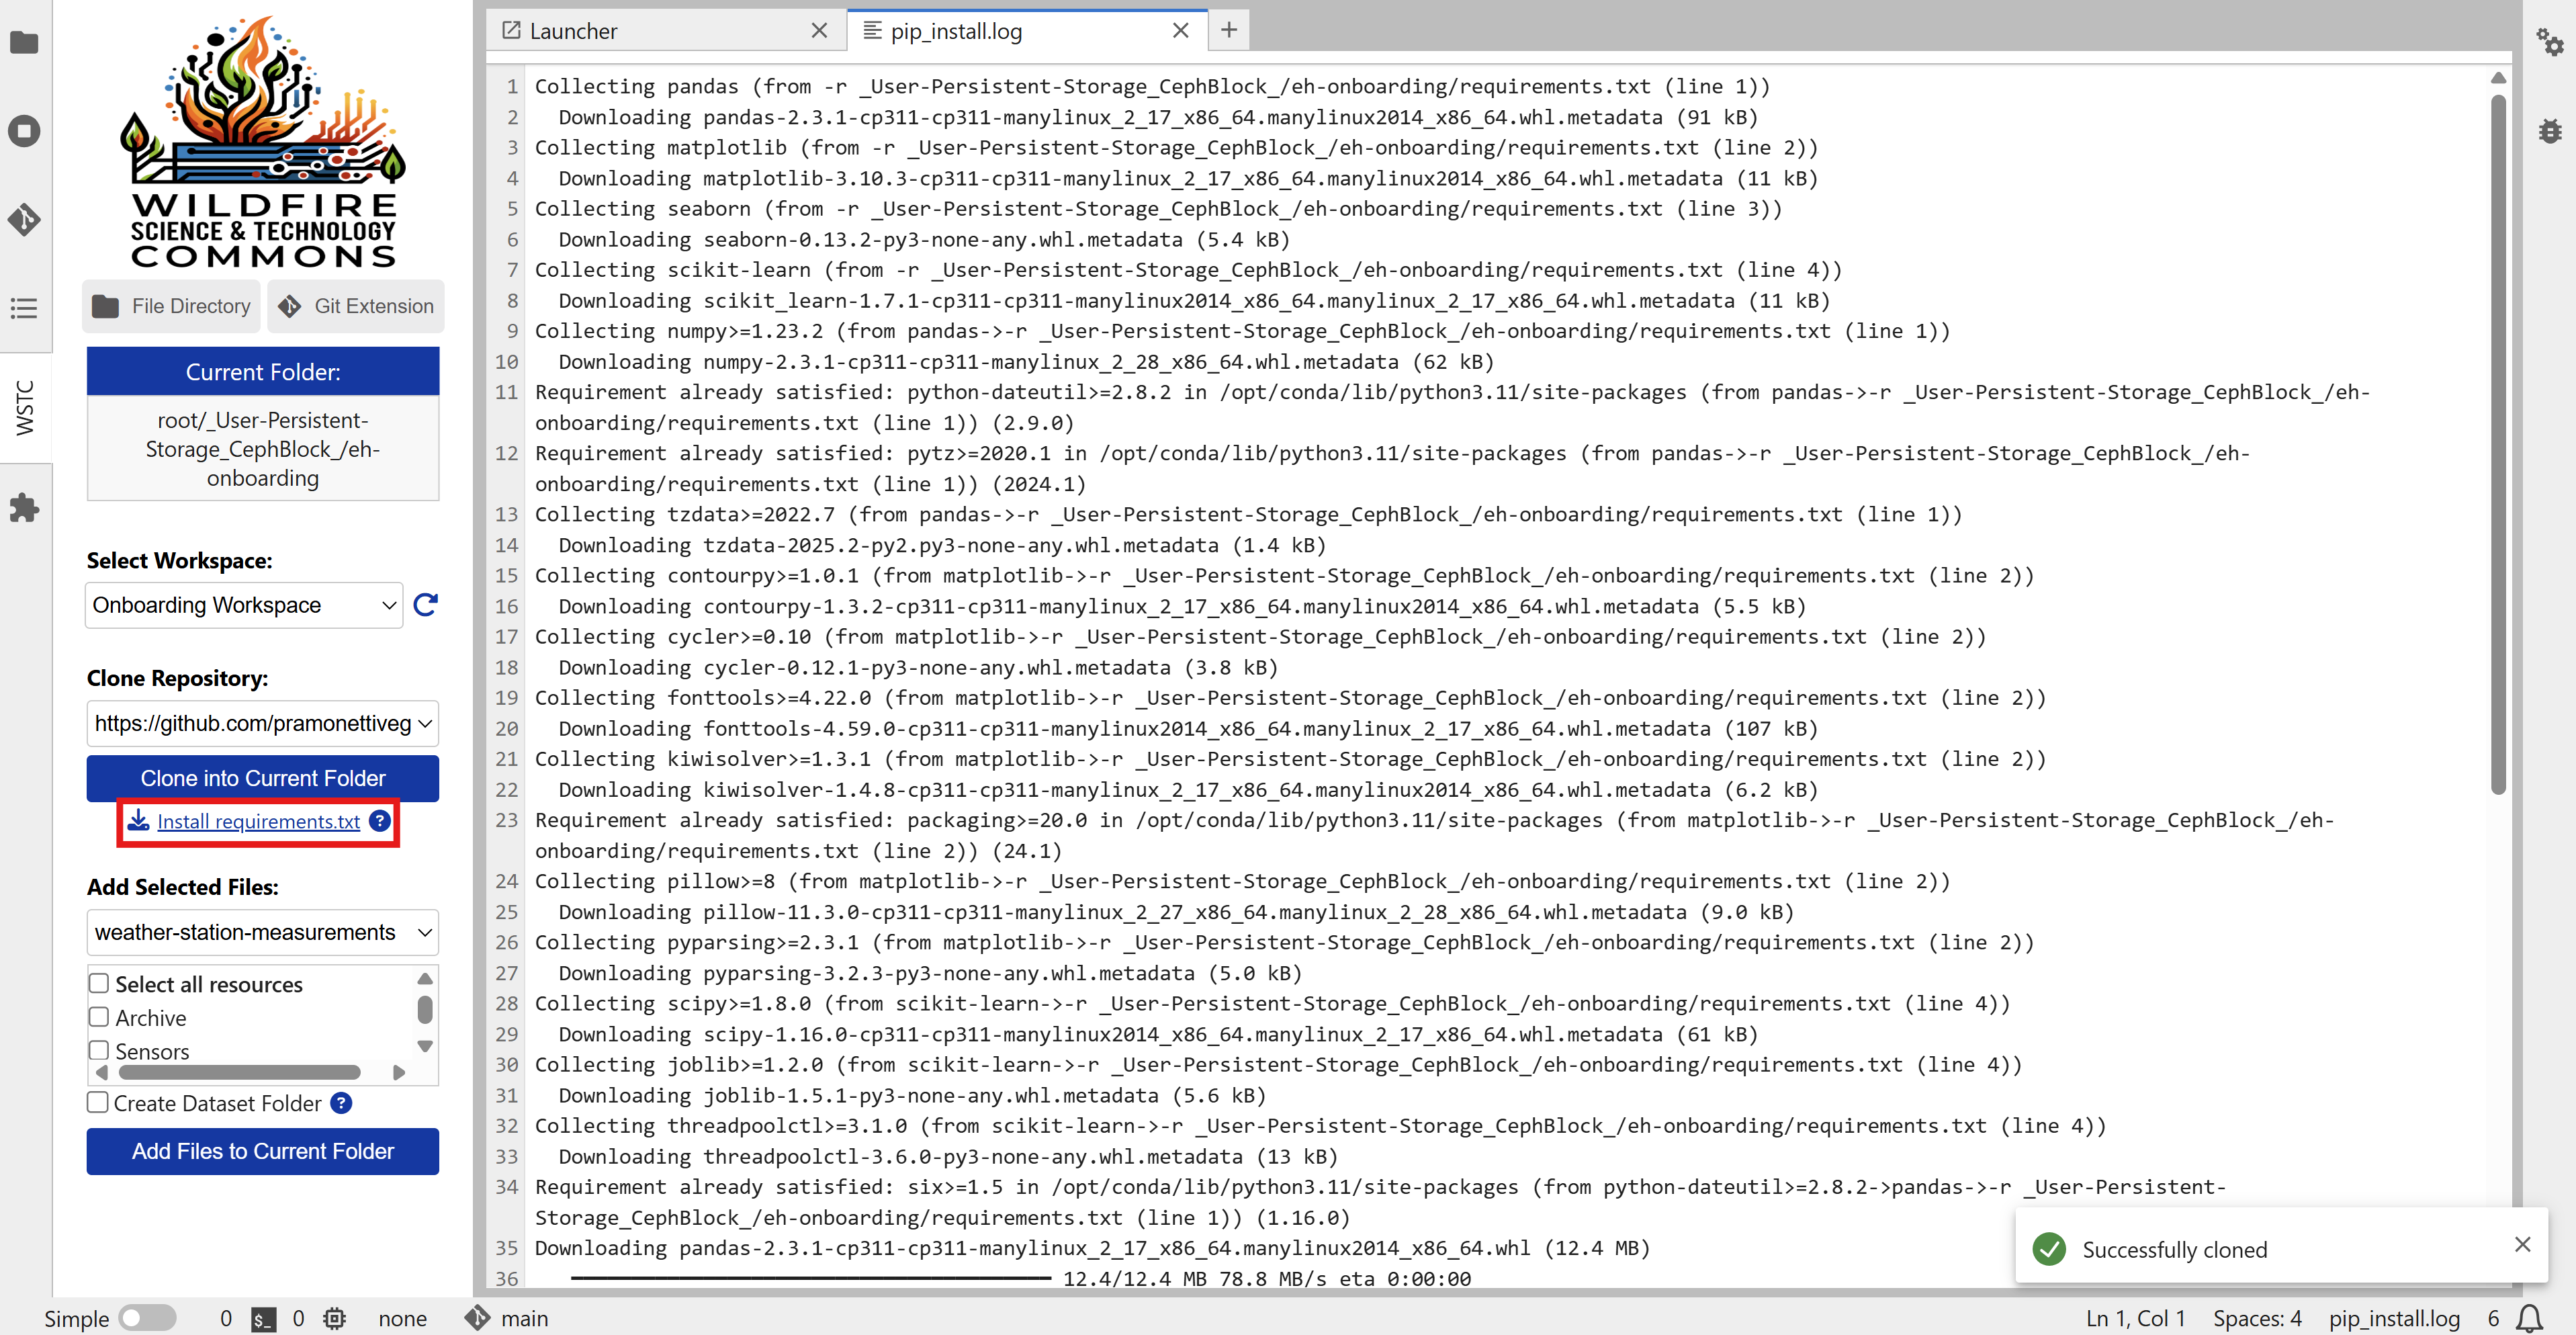 WILDFIRE
SCIENCE & TECHNOLOGY
COMMONS
File Directory
Git Extension
Current Folder:
root/_User-Persistent-
Storage_CephBlock_/eh-
onboarding
WSTC
Select Workspace:
Onboarding Workspace
Clone Repository:
https://github.com/pramonettiveg
Clone into Current Folder
Install requirements.txt ?
Add Selected Files:
weather-station-measurements
Select all resources
Archive
Sensors
Create Dataset Folder ?
Add Files to Current Folder
Launcher
pip_install.log
1 Collecting pandas (from -r _User-Persistent-Storage_CephBlock_/eh-onboarding/requirements.txt (line 1))
2 Downloading pandas-2.3.1-cp311-cp311-manylinux_2_17_x86_64.manylinux2014_x86_64.whl.metadata (91 kB)
3 Collecting matplotlib (from -r _User-Persistent-Storage_CephBlock_/eh-onboarding/requirements.txt (line 2))
4 Downloading matplotlib-3.10.3-cp311-cp311-manylinux_2_17_x86_64.manylinux2014_x86_64.whl.metadata (11 kB)
5 Collecting seaborn (from -r _User-Persistent-Storage_CephBlock_/eh-onboarding/requirements.txt (line 3))
6 Downloading seaborn-0.13.2-py3-none-any.whl.metadata (5.4 kB)
7 Collecting scikit-learn (from -r _User-Persistent-Storage_CephBlock_/eh-onboarding/requirements.txt (line 4))
8 Downloading scikit_learn-1.7.1-cp311-cp311-manylinux2014_x86_64.manylinux_2_17_x86_64.whl.metadata (11 kB)
9 Collecting numpy>=1.23.2 (from pandas->-r _User-Persistent-Storage_CephBlock_/eh-onboarding/requirements.txt (line 1))
10 Downloading numpy-2.3.1-cp311-cp311-manylinux_2_28_x86_64.whl.metadata (62 kB)
11 Requirement already satisfied: python-dateutil>=2.8.2 in /opt/conda/lib/python3.11/site-packages (from pandas->-r _User-Persistent-Storage_CephBlock_/eh-
onboarding/requirements.txt (line 1)) (2.9.0)
12 Requirement already satisfied: pytz>=2020.1 in /opt/conda/lib/python3.11/site-packages (from pandas->-r _User-Persistent-Storage_CephBlock_/eh-
onboarding/requirements.txt (line 1)) (2024.1)
13 Collecting tzdata>=2022.7 (from pandas->-r _User-Persistent-Storage_CephBlock_/eh-onboarding/requirements.txt (line 1))
14 Downloading tzdata-2025.2-py2.py3-none-any.whl.metadata (1.4 kB)
15 Collecting contourpy>=1.0.1 (from matplotlib->-r _User-Persistent-Storage_CephBlock_/eh-onboarding/requirements.txt (line 2))
16 Downloading contourpy-1.3.2-cp311-cp311-manylinux_2_17_x86_64.manylinux2014_x86_64.whl.metadata (5.5 kB)
17 Collecting cycler>=0.10 (from matplotlib->-r _User-Persistent-Storage_CephBlock_/eh-onboarding/requirements.txt (line 2))
18 Downloading cycler-0.12.1-py3-none-any.whl.metadata (3.8 kB)
19 Collecting fonttools>=4.22.0 (from matplotlib->-r _User-Persistent-Storage_CephBlock_/eh-onboarding/requirements.txt (line 2))
20 Downloading fonttools-4.59.0-cp311-cp311-manylinux2014_x86_64.manylinux_2_17_x86_64.whl.metadata (107 kB)
21 Collecting kiwisolver>=1.3.1 (from matplotlib->-r _User-Persistent-Storage_CephBlock_/eh-onboarding/requirements.txt (line 2))
22 Downloading kiwisolver-1.4.8-cp311-cp311-manylinux_2_17_x86_64.manylinux2014_x86_64.whl.metadata (6.2 kB)
23 Requirement already satisfied: packaging>=20.0 in /opt/conda/lib/python3.11/site-packages (from matplotlib->-r _User-Persistent-Storage_CephBlock_/eh-
onboarding/requirements.txt (line 2)) (24.1)
24 Collecting pillow>=8 (from matplotlib->-r _User-Persistent-Storage_CephBlock_/eh-onboarding/requirements.txt (line 2))
25 Downloading pillow-11.3.0-cp311-cp311-manylinux_2_27_x86_64.manylinux_2_28_x86_64.whl.metadata (9.0 kB)
26 Collecting pyparsing>=2.3.1 (from matplotlib->-r _User-Persistent-Storage_CephBlock_/eh-onboarding/requirements.txt (line 2))
27 Downloading pyparsing-3.2.3-py3-none-any.whl.metadata (5.0 kB)
28 Collecting scipy>=1.8.0 (from scikit-learn->-r _User-Persistent-Storage_CephBlock_/eh-onboarding/requirements.txt (line 4))
29 Downloading scipy-1.16.0-cp311-cp311-manylinux2014_x86_64.manylinux_2_17_x86_64.whl.metadata (61 kB)
30 Collecting joblib>=1.2.0 (from scikit-learn->-r _User-Persistent-Storage_CephBlock_/eh-onboarding/requirements.txt (line 4))
31 Downloading joblib-1.5.1-py3-none-any.whl.metadata (5.6 kB)
32 Collecting threadpoolctl>=3.1.0 (from scikit-learn->-r _User-Persistent-Storage_CephBlock_/eh-onboarding/requirements.txt (line 4))
33 Downloading threadpoolctl-3.6.0-py3-none-any.whl.metadata (13 kB)
34 Requirement already satisfied: six>=1.5 in /opt/conda/lib/python3.11/site-packages (from python-dateutil>=2.8.2->pandas->-r _User-Persistent-
Storage_CephBlock_/eh-onboarding/requirements.txt (line 1)) (1.16.0)
35 Downloading pandas-2.3.1-cp311-cp311-manylinux_2_17_x86_64.manylinux2014_x86_64.whl (12.4 MB)
36 ━━━━━━━━━━━━━━━━━━━━━━━━━━━━━━━━━━━━━━━━ 12.4/12.4 MB 78.8 MB/s eta 0:00:00
Successfully cloned
Simple 0 $_ 0 none main Ln 1, Col 1 Spaces: 4 pip_install.log 6